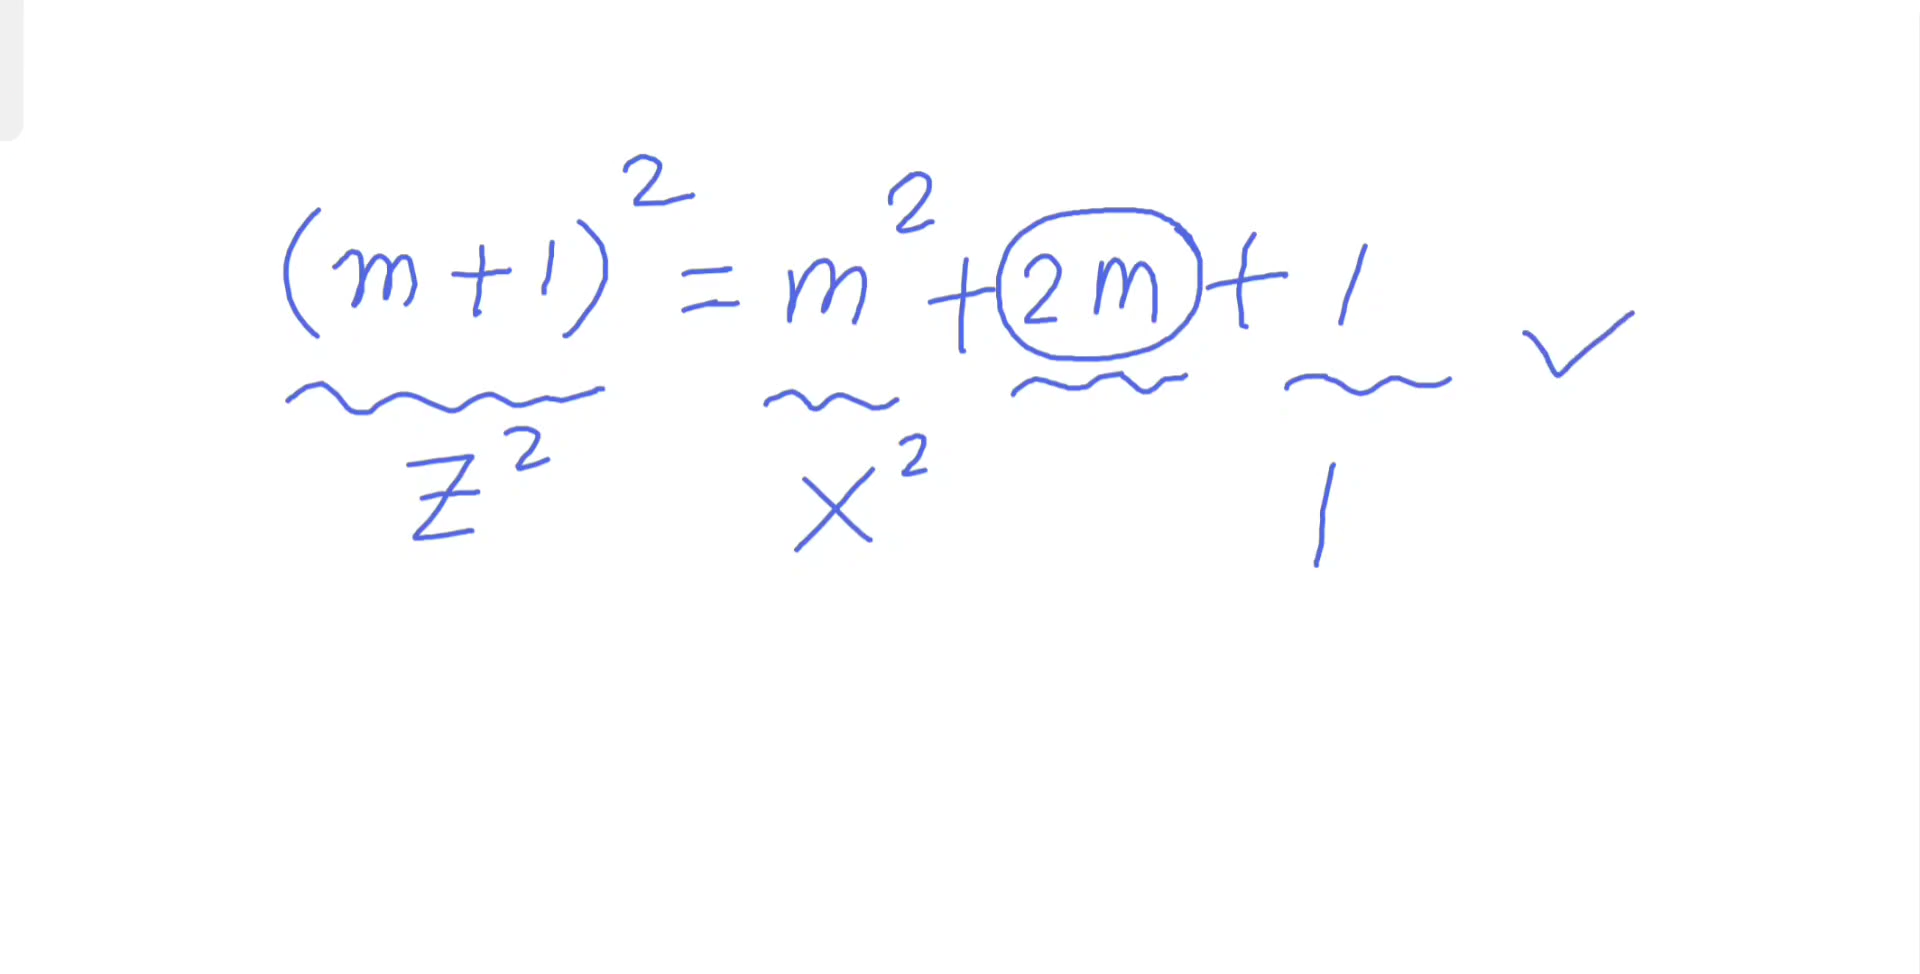 (m+1)² = m² + 2m + 1 ✓
z² x² 1